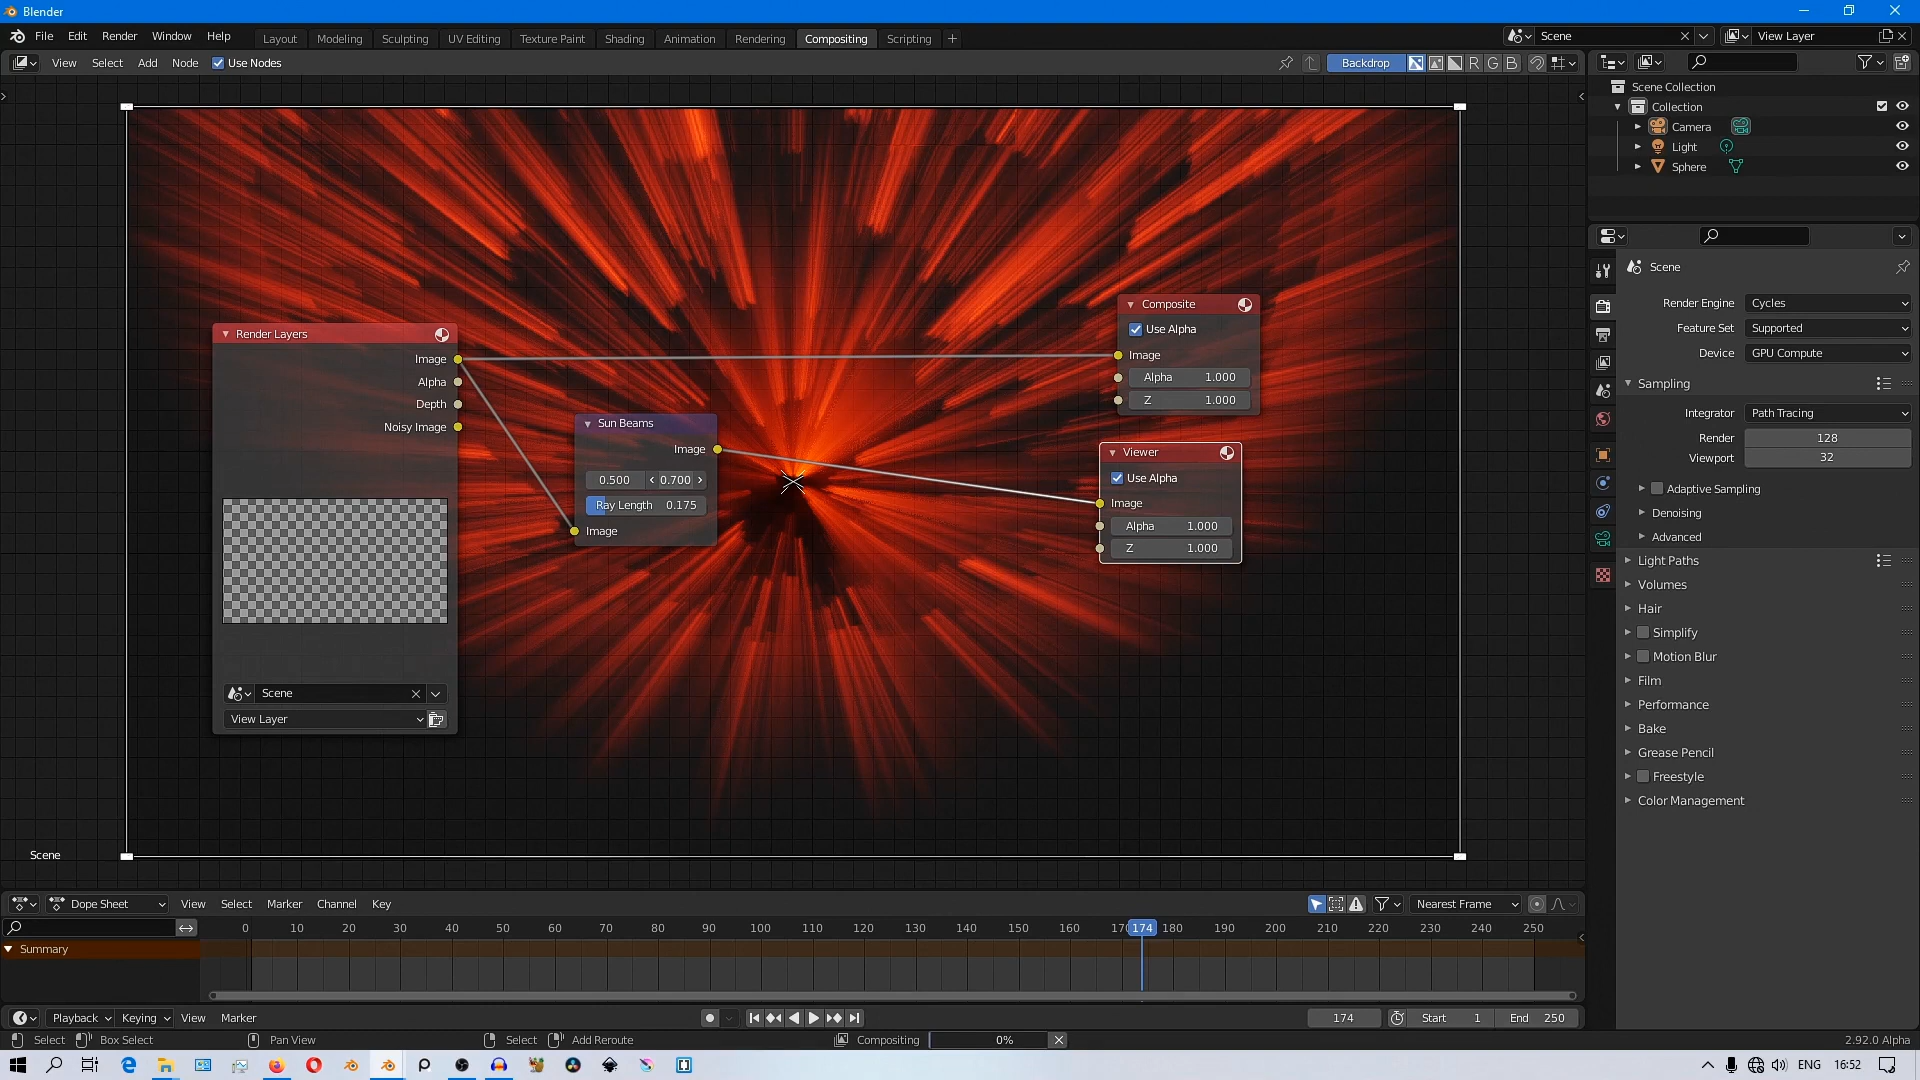 Blender
File Edit Render Window Help Layout Modeling Sculpting UV Editing Texture Paint Shading Animation Rendering Compositing Scripting + Scene View Layer
View Select Add Node Use Nodes Backdrop R G B
Scene Collection
Collection
Camera
Light
Sphere
Scene
Render Engine Cycles
Feature Set Supported
Device GPU Compute
Sampling
Integrator Path Tracing
Render 128
Viewport 32
Adaptive Sampling
Denoising
Advanced
Light Paths
Volumes
Hair
Simplify
Motion Blur
Film
Performance
Bake
Grease Pencil
Freestyle
Color Management
Render Layers
Image
Alpha
Depth
Noisy Image
Scene
View Layer
Sun Beams
Image
0.500 0.700
Ray Length 0.175
Image
Composite
Use Alpha
Image
Alpha 1.000
Z 1.000
Viewer
Use Alpha
Image
Alpha 1.000
Z 1.000
Scene
Dope Sheet View Select Marker Channel Key Nearest Frame
0 10 20 30 40 50 60 70 80 90 100 110 120 130 140 150 160 174 180 190 200 210 220 230 240 250
Summary
Playback Keying View Marker 174 Start 1 End 250
Select Box Select Pan View Select Add Reroute Compositing 0% 2.92.0 Alpha
ENG 16:52